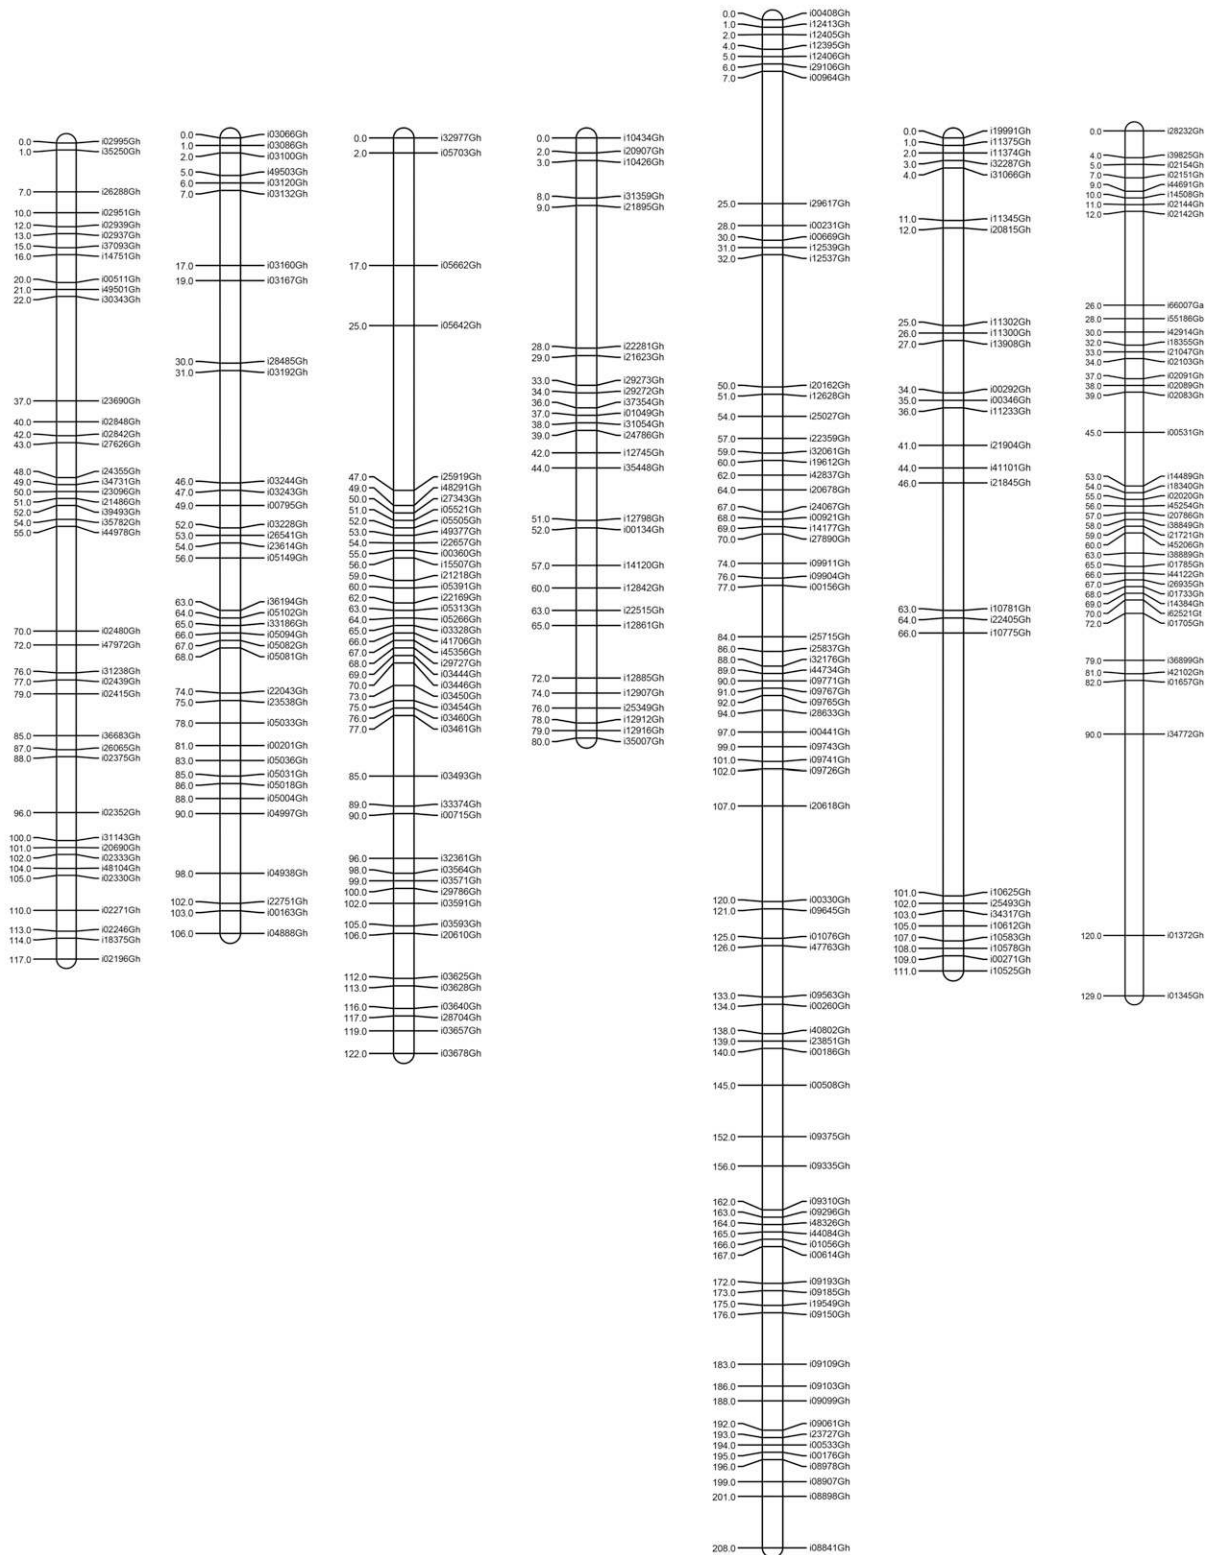 0.0 i02995Gh
1.0 i35250Gh
7.0 i26288Gh
10.0 i02951Gh
12.0 i02939Gh
13.0 i02937Gh
15.0 i37093Gh
16.0 i14751Gh
20.0 i00511Gh
21.0 i49501Gh
22.0 i30343Gh
37.0 i23690Gh
40.0 i02848Gh
42.0 i02842Gh
43.0 i27626Gh
48.0 i24355Gh
49.0 i34731Gh
50.0 i23096Gh
51.0 i21486Gh
52.0 i39493Gh
54.0 i35782Gh
55.0 i44978Gh
70.0 i02480Gh
72.0 i47972Gh
76.0 i31238Gh
77.0 i02439Gh
79.0 i02415Gh
85.0 i36683Gh
87.0 i26065Gh
88.0 i02375Gh
96.0 i02352Gh
100.0 i31143Gh
101.0 i20690Gh
102.0 i02333Gh
104.0 i48104Gh
105.0 i02330Gh
110.0 i02271Gh
113.0 i02246Gh
114.0 i18375Gh
117.0 i02196Gh
0.0 i03066Gh
1.0 i03086Gh
2.0 i03100Gh
5.0 i49503Gh
6.0 i03120Gh
7.0 i03132Gh
17.0 i03160Gh
19.0 i03167Gh
30.0 i28485Gh
31.0 i03192Gh
46.0 i03244Gh
47.0 i03243Gh
49.0 i00795Gh
52.0 i03228Gh
53.0 i26541Gh
54.0 i23614Gh
56.0 i05149Gh
63.0 i36194Gh
64.0 i05102Gh
65.0 i33186Gh
66.0 i05094Gh
67.0 i05082Gh
68.0 i05081Gh
74.0 i22043Gh
75.0 i23538Gh
78.0 i05033Gh
81.0 i00201Gh
83.0 i05036Gh
85.0 i05031Gh
86.0 i05018Gh
88.0 i05004Gh
90.0 i04997Gh
98.0 i04938Gh
102.0 i22751Gh
103.0 i00163Gh
106.0 i04888Gh
0.0 i32977Gh
2.0 i05703Gh
17.0 i05662Gh
25.0 i05642Gh
47.0 i25919Gh
49.0 i48291Gh
50.0 i27343Gh
51.0 i05521Gh
52.0 i05505Gh
53.0 i49377Gh
54.0 i22657Gh
55.0 i00360Gh
56.0 i15507Gh
59.0 i21218Gh
60.0 i05391Gh
62.0 i22169Gh
63.0 i05313Gh
64.0 i05266Gh
65.0 i03328Gh
66.0 i41706Gh
67.0 i45356Gh
68.0 i29727Gh
69.0 i03444Gh
70.0 i03446Gh
73.0 i03450Gh
75.0 i03454Gh
76.0 i03460Gh
77.0 i03461Gh
85.0 i03493Gh
89.0 i33374Gh
90.0 i00715Gh
96.0 i32361Gh
98.0 i03564Gh
99.0 i03571Gh
100.0 i29786Gh
102.0 i03591Gh
105.0 i03593Gh
106.0 i20610Gh
112.0 i03625Gh
113.0 i03628Gh
116.0 i03640Gh
117.0 i28704Gh
119.0 i03657Gh
122.0 i03678Gh
0.0 i10434Gh
2.0 i20907Gh
3.0 i10426Gh
8.0 i31359Gh
9.0 i21895Gh
28.0 i22281Gh
29.0 i21623Gh
33.0 i29273Gh
34.0 i29272Gh
36.0 i37354Gh
37.0 i01049Gh
38.0 i31054Gh
39.0 i24786Gh
42.0 i12745Gh
44.0 i35448Gh
51.0 i12798Gh
52.0 i00134Gh
57.0 i14120Gh
60.0 i12842Gh
63.0 i22515Gh
65.0 i12861Gh
72.0 i12885Gh
74.0 i12907Gh
76.0 i25349Gh
78.0 i12912Gh
79.0 i12916Gh
80.0 i35007Gh
0.0 i00408Gh
1.0 i12413Gh
2.0 i12405Gh
4.0 i12395Gh
5.0 i12406Gh
6.0 i29106Gh
7.0 i00964Gh
25.0 i29617Gh
28.0 i00231Gh
30.0 i00669Gh
31.0 i12539Gh
32.0 i12537Gh
50.0 i20162Gh
51.0 i12628Gh
54.0 i25027Gh
57.0 i22359Gh
59.0 i32061Gh
60.0 i19612Gh
62.0 i42837Gh
64.0 i20678Gh
67.0 i24067Gh
68.0 i00921Gh
69.0 i14177Gh
70.0 i27890Gh
74.0 i09911Gh
76.0 i09904Gh
77.0 i00156Gh
84.0 i25715Gh
86.0 i25837Gh
88.0 i32176Gh
89.0 i44734Gh
90.0 i09771Gh
91.0 i09767Gh
92.0 i09765Gh
94.0 i28633Gh
97.0 i00441Gh
99.0 i09743Gh
101.0 i09741Gh
102.0 i09726Gh
107.0 i20618Gh
120.0 i00330Gh
121.0 i09645Gh
125.0 i01076Gh
126.0 i47763Gh
133.0 i09563Gh
134.0 i00260Gh
138.0 i40802Gh
139.0 i23851Gh
140.0 i00186Gh
145.0 i00508Gh
152.0 i09375Gh
156.0 i09335Gh
162.0 i09310Gh
163.0 i09296Gh
164.0 i48326Gh
165.0 i44084Gh
166.0 i01056Gh
167.0 i00614Gh
172.0 i09193Gh
173.0 i09185Gh
175.0 i19549Gh
176.0 i09150Gh
183.0 i09109Gh
186.0 i09103Gh
188.0 i09099Gh
192.0 i09061Gh
193.0 i23727Gh
194.0 i00533Gh
195.0 i00176Gh
196.0 i08978Gh
199.0 i08907Gh
201.0 i08898Gh
208.0 i08841Gh
0.0 i19991Gh
1.0 i11375Gh
2.0 i11374Gh
3.0 i32287Gh
4.0 i31066Gh
11.0 i11345Gh
12.0 i20815Gh
25.0 i11302Gh
26.0 i11300Gh
27.0 i13908Gh
34.0 i00292Gh
35.0 i00346Gh
36.0 i11233Gh
41.0 i21904Gh
44.0 i41101Gh
46.0 i21845Gh
63.0 i10781Gh
64.0 i22405Gh
66.0 i10775Gh
101.0 i10625Gh
102.0 i25493Gh
103.0 i34317Gh
105.0 i10612Gh
107.0 i10583Gh
108.0 i10578Gh
109.0 i00271Gh
111.0 i10525Gh
0.0 i28232Gh
4.0 i39825Gh
5.0 i02154Gh
7.0 i02151Gh
9.0 i44691Gh
10.0 i14508Gh
11.0 i02144Gh
12.0 i02142Gh
26.0 i66007Ga
28.0 i55186Gb
30.0 i42914Gh
32.0 i18355Gh
33.0 i21047Gh
34.0 i02103Gh
37.0 i02091Gh
38.0 i02089Gh
39.0 i02083Gh
45.0 i00531Gh
53.0 i14489Gh
54.0 i18340Gh
55.0 i02020Gh
56.0 i45254Gh
57.0 i20786Gh
58.0 i38849Gh
59.0 i21721Gh
60.0 i45206Gh
63.0 i38889Gh
65.0 i01785Gh
66.0 i44122Gh
67.0 i26935Gh
68.0 i01733Gh
69.0 i14384Gh
70.0 i62521Gt
72.0 i01705Gh
79.0 i36899Gh
81.0 i42102Gh
82.0 i01657Gh
90.0 i34772Gh
120.0 i01372Gh
129.0 i01345Gh